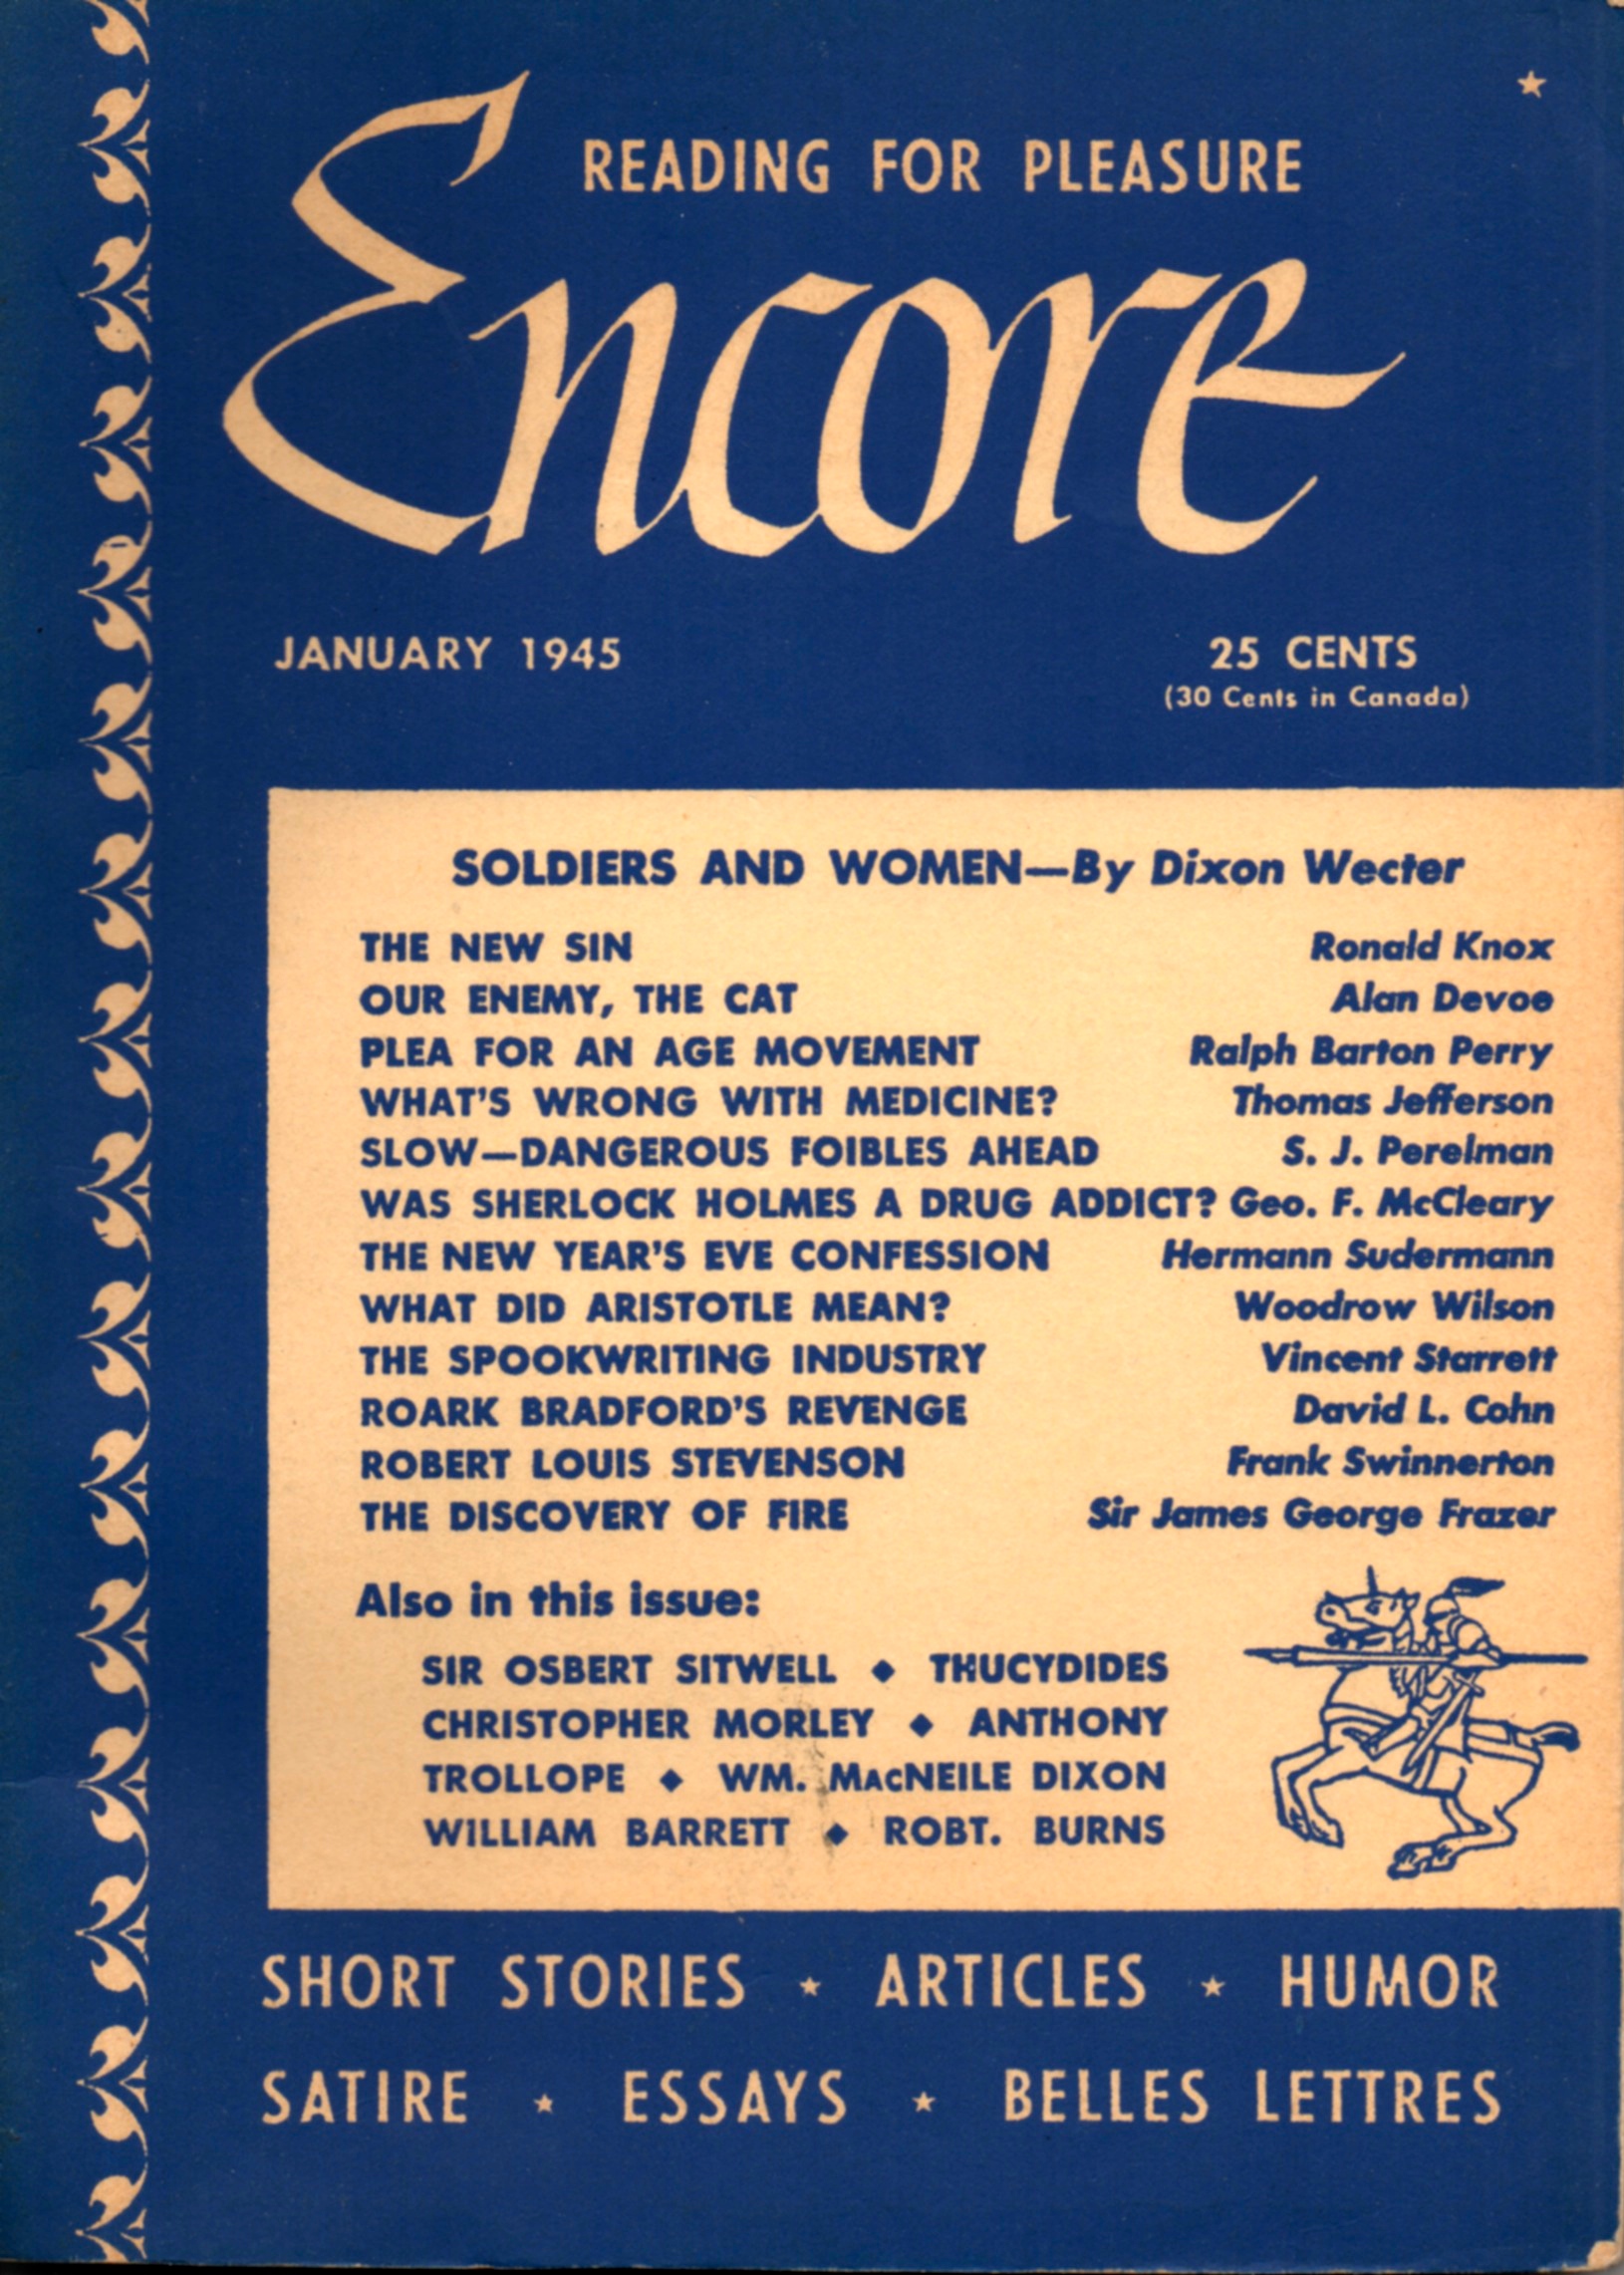 READING FOR PLEASURE
Encore
JANUARY 1945
25 CENTS
(30 Cents in Canada)
SOLDIERS AND WOMEN—By Dixon Wecter
THE NEW SIN Ronald Knox
OUR ENEMY, THE CAT Alan Devoe
PLEA FOR AN AGE MOVEMENT Ralph Barton Perry
WHAT'S WRONG WITH MEDICINE? Thomas Jefferson
SLOW—DANGEROUS FOIBLES AHEAD S. J. Perelman
WAS SHERLOCK HOLMES A DRUG ADDICT? Geo. F. McCleary
THE NEW YEAR'S EVE CONFESSION Hermann Sudermann
WHAT DID ARISTOTLE MEAN? Woodrow Wilson
THE SPOOKWRITING INDUSTRY Vincent Starrett
ROARK BRADFORD'S REVENGE David L. Cohn
ROBERT LOUIS STEVENSON Frank Swinnerton
THE DISCOVERY OF FIRE Sir James George Frazer
Also in this issue:
SIR OSBERT SITWELL ◆ THUCYDIDES
CHRISTOPHER MORLEY ◆ ANTHONY
TROLLOPE ◆ WM. MacNEILE DIXON
WILLIAM BARRETT ◆ ROBT. BURNS
SHORT STORIES ★ ARTICLES ★ HUMOR
SATIRE ★ ESSAYS ★ BELLES LETTRES